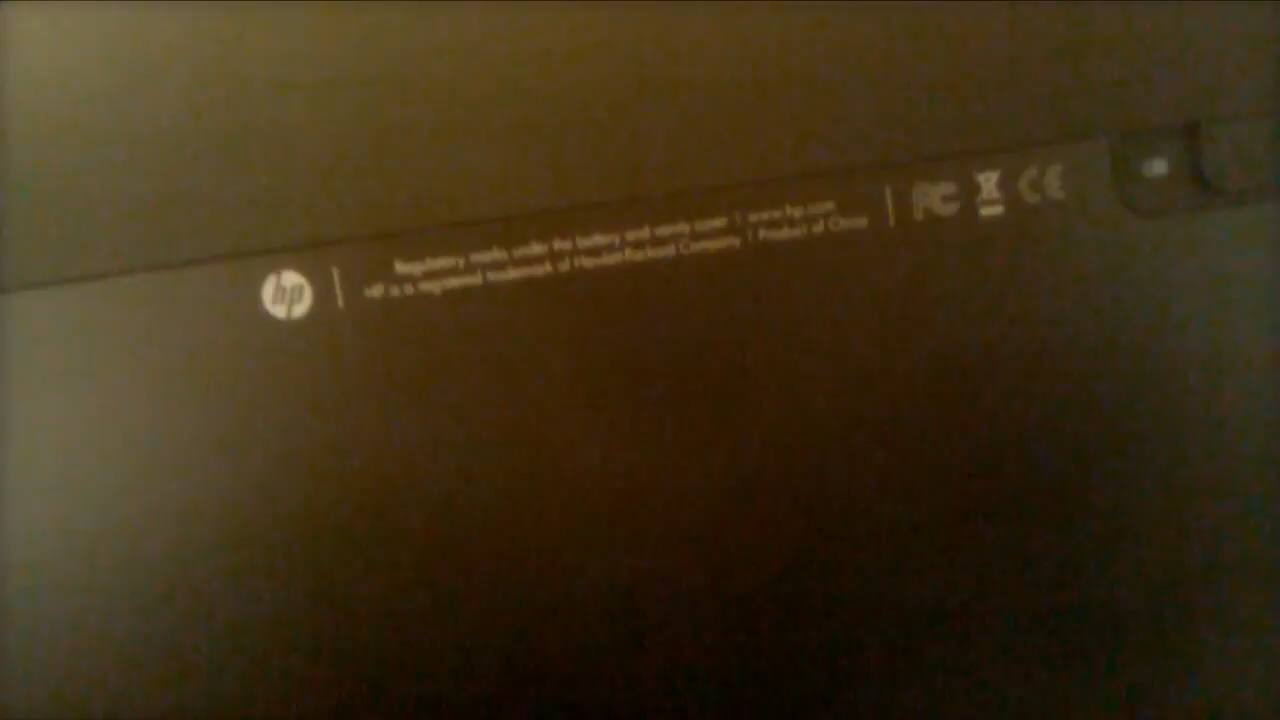 hp
Regulatory marks under the battery and vanity cover | www.hp.com
HP is a registered trademark of Hewlett-Packard Company | Product of China
FC CE